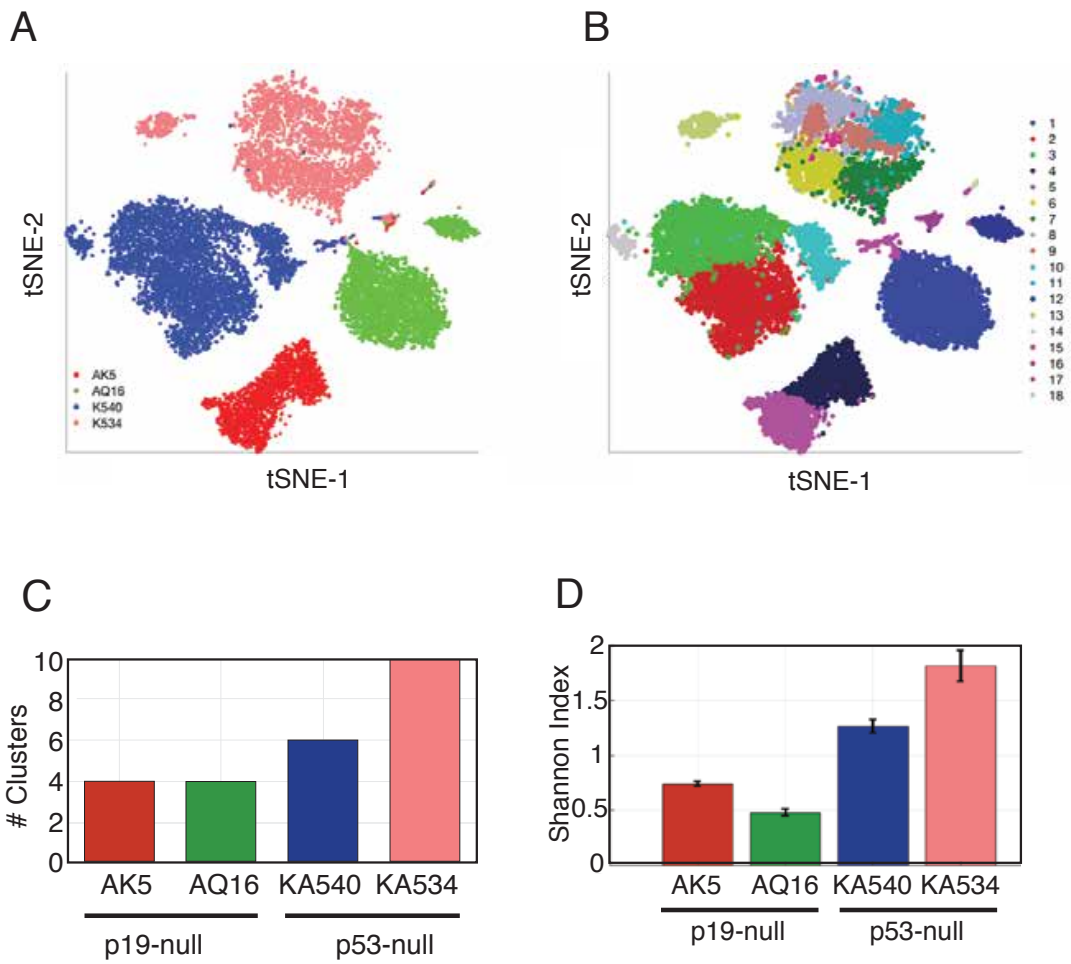 A
B
tSNE-2
AK5
AQ16
K540
K534
tSNE-1
tSNE-2
1
2
3
4
5
6
7
8
9
10
11
12
13
14
15
16
17
18
tSNE-1
C
D
# Clusters
10
8
6
4
2
0
AK5 AQ16 KA540 KA534
p19-null p53-null
Shannon Index
2
1.5
1
0.5
0
AK5 AQ16 KA540 KA534
p19-null p53-null